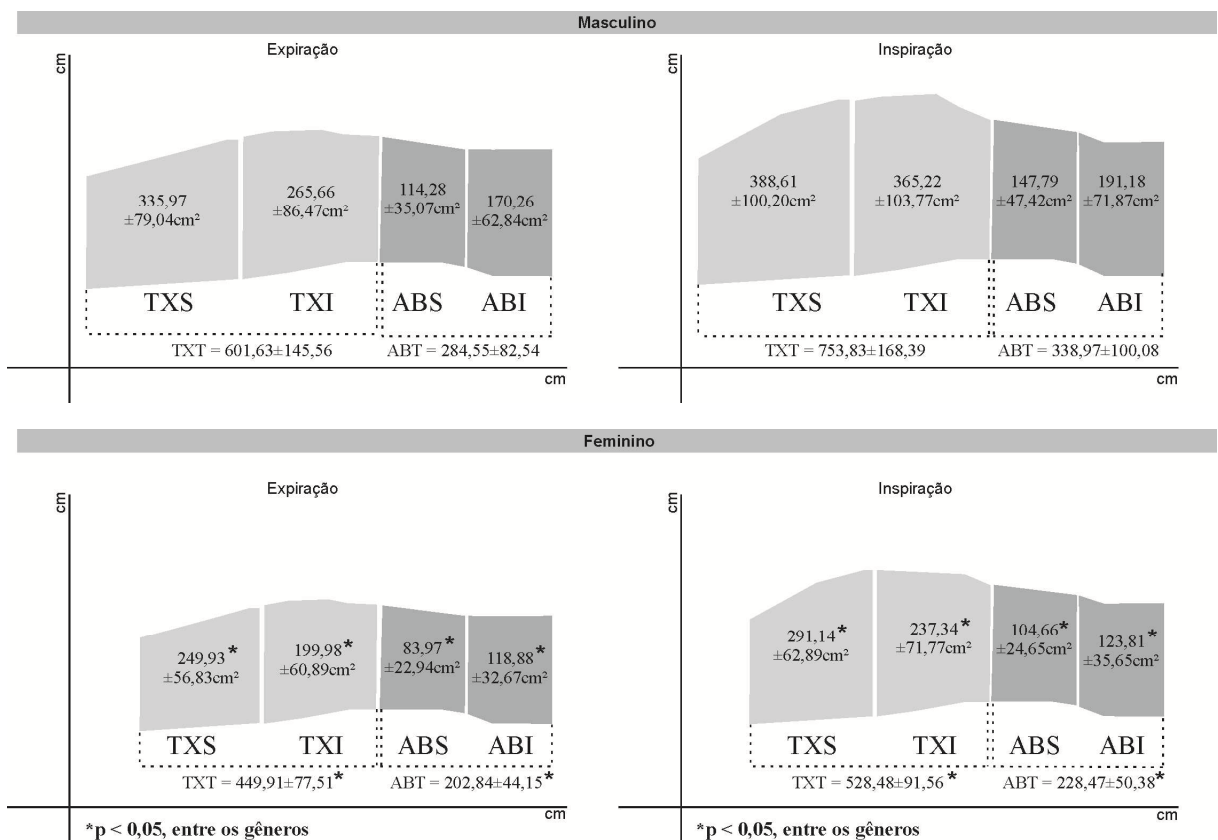 Masculino
Expiração
Inspiração
cm
cm
335,97
±79,04cm²
265,66
±86,47cm²
114,28
±35,07cm²
170,26
±62,84cm²
388,61
±100,20cm²
365,22
±103,77cm²
147,79
±47,42cm²
191,18
±71,87cm²
TXS
TXI
ABS
ABI
TXS
TXI
ABS
ABI
TXT = 601,63±145,56
ABT = 284,55±82,54
TXT = 753,83±168,39
ABT = 338,97±100,08
cm
cm
Feminino
Expiração
Inspiração
cm
cm
249,93*
±56,83cm²
199,98*
±60,89cm²
83,97*
±22,94cm²
118,88*
±32,67cm²
291,14*
±62,89cm²
237,34*
±71,77cm²
104,66*
±24,65cm²
123,81*
±35,65cm²
TXS
TXI
ABS
ABI
TXS
TXI
ABS
ABI
TXT = 449,91±77,51*
ABT = 202,84±44,15*
TXT = 528,48±91,56*
ABT = 228,47±50,38*
cm
cm
*p < 0,05, entre os gêneros
*p < 0,05, entre os gêneros